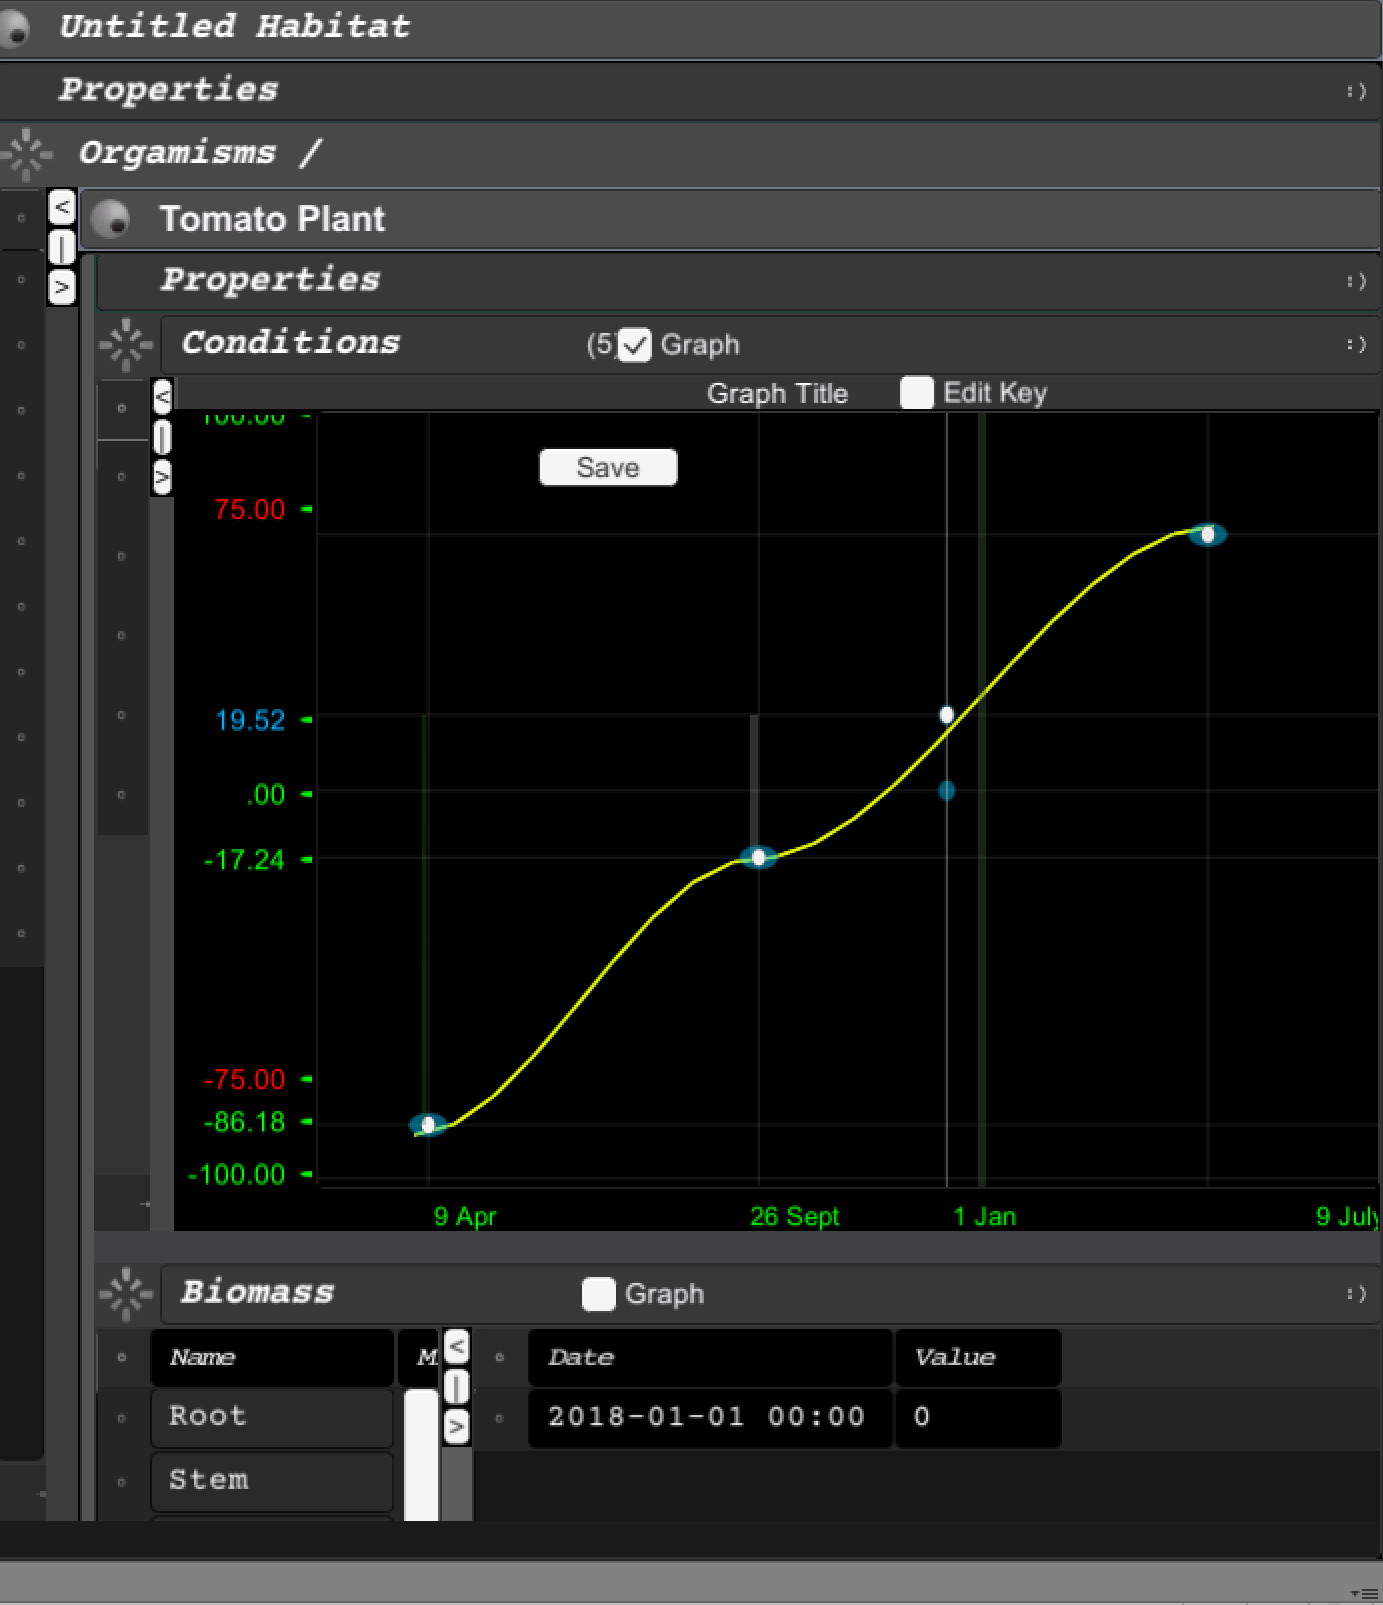 Untitled Habitat
Properties :)
Orgamisms /
<
|
>
Tomato Plant
Properties :)
Conditions (5) Graph :)
<
|
>
Graph Title Edit Key
100.00
Save
75.00
19.52
.00
-17.24
-75.00
-86.18
-100.00
9 Apr 26 Sept 1 Jan 9 July
Biomass Graph :)
Name M < Date Value
|
Root > 2018-01-01 00:00 0
Stem